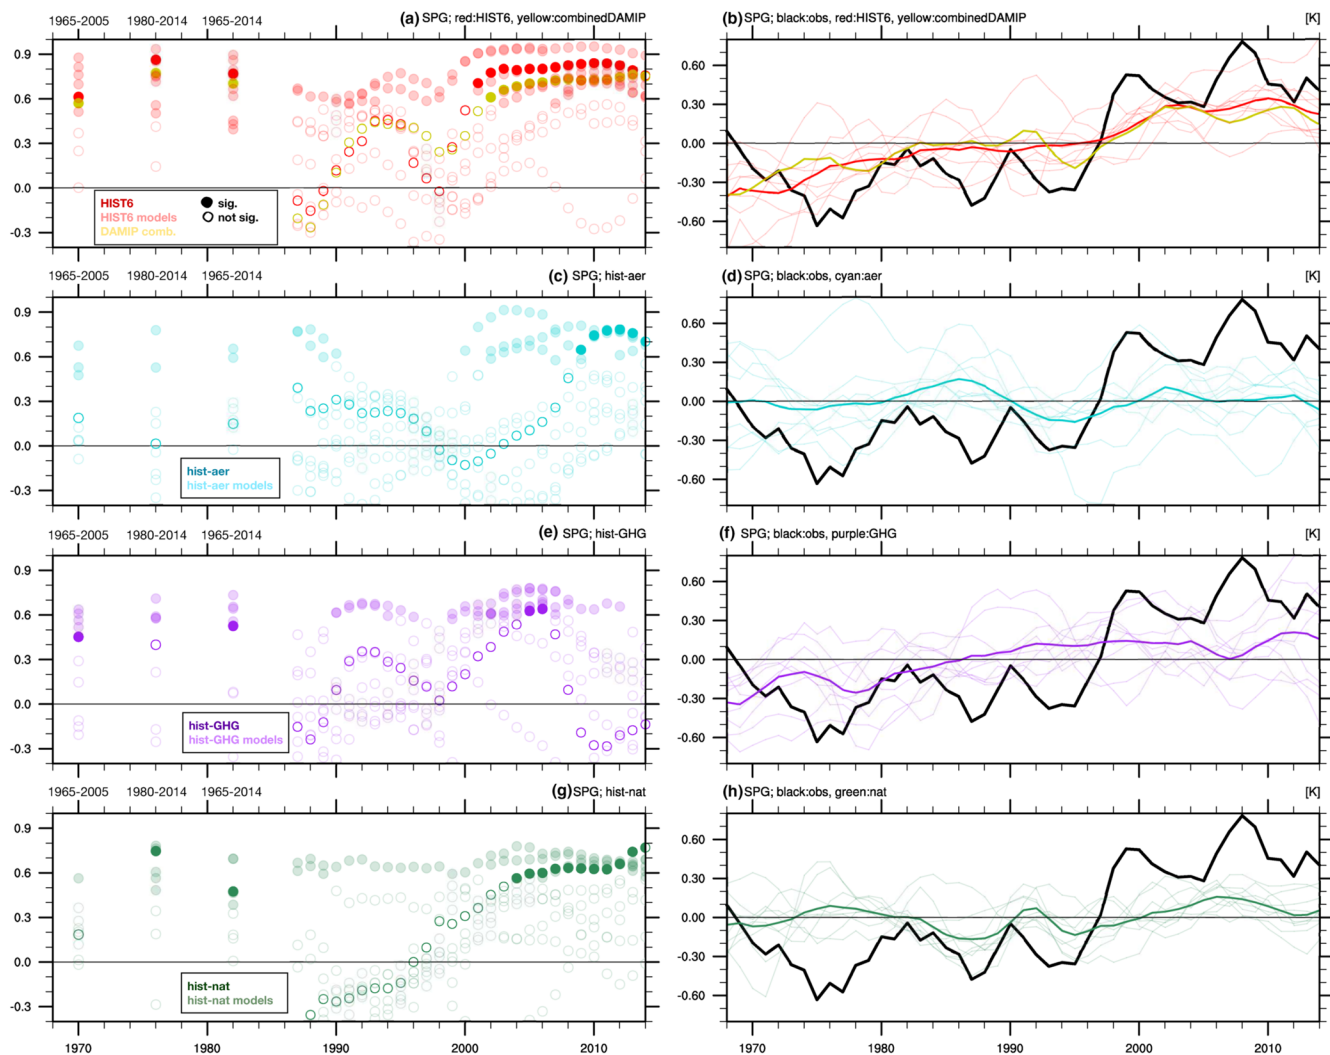 1965-2005 1980-2014 1965-2014 (a) SPG; red:HIST6, yellow:combinedDAMIP
(b) SPG; black:obs, red:HIST6, yellow:combinedDAMIP [K]
0.9
0.6
0.3
0.0
-0.3
HIST6
HIST6 models
DAMIP comb.
sig.
not sig.
0.60
0.30
0.00
-0.30
-0.60
1965-2005 1980-2014 1965-2014 (c) SPG; hist-aer
(d) SPG; black:obs, cyan:aer [K]
0.9
0.6
0.3
0.0
-0.3
hist-aer
hist-aer models
0.60
0.30
0.00
-0.30
-0.60
1965-2005 1980-2014 1965-2014 (e) SPG; hist-GHG
(f) SPG; black:obs, purple:GHG [K]
0.9
0.6
0.3
0.0
-0.3
hist-GHG
hist-GHG models
0.60
0.30
0.00
-0.30
-0.60
1965-2005 1980-2014 1965-2014 (g) SPG; hist-nat
(h) SPG; black:obs, green:nat [K]
0.9
0.6
0.3
0.0
-0.3
hist-nat
hist-nat models
0.60
0.30
0.00
-0.30
-0.60
1970 1980 1990 2000 2010
1970 1980 1990 2000 2010